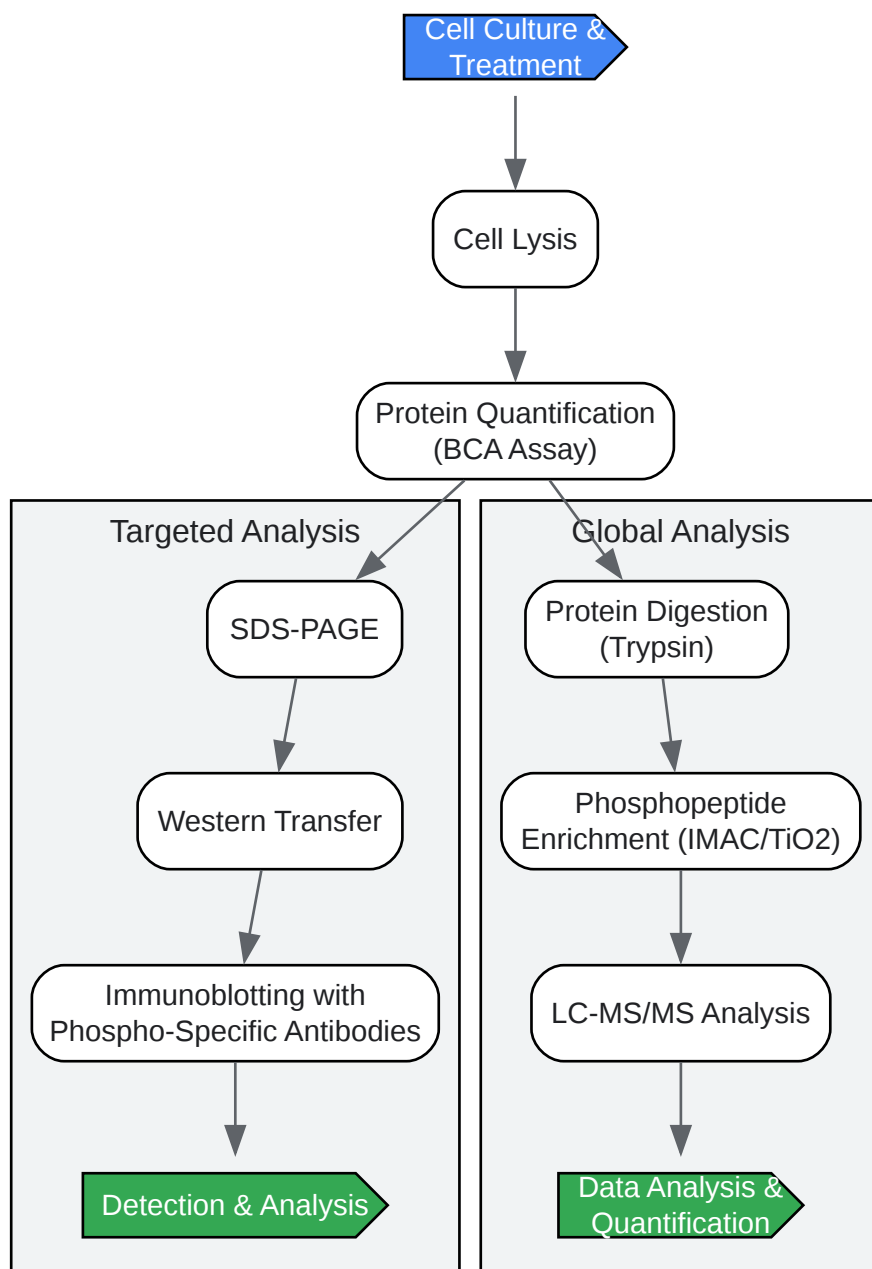 Cell Culture &
Treatment
Cell Lysis
Protein Quantification
(BCA Assay)
Targeted Analysis
SDS-PAGE
Western Transfer
Immunoblotting with
Phospho-Specific Antibodies
Detection & Analysis
Global Analysis
Protein Digestion
(Trypsin)
Phosphopeptide
Enrichment (IMAC/TiO2)
LC-MS/MS Analysis
Data Analysis &
Quantification